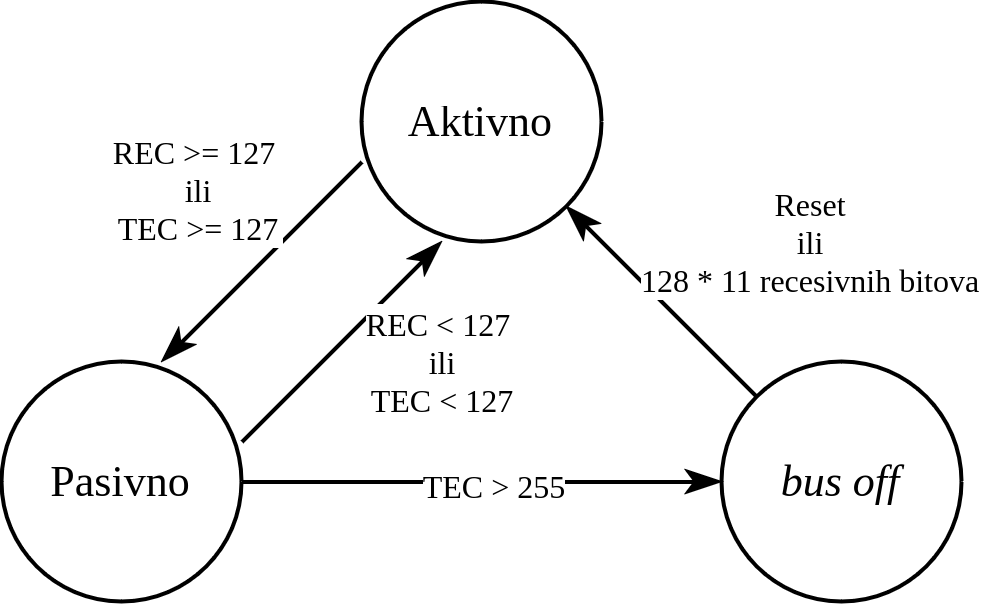 Aktivno
REC >= 127
ili
TEC >= 127
Reset
ili
128 * 11 recesivnih bitova
REC < 127
ili
TEC < 127
Pasivno
TEC > 255
bus off